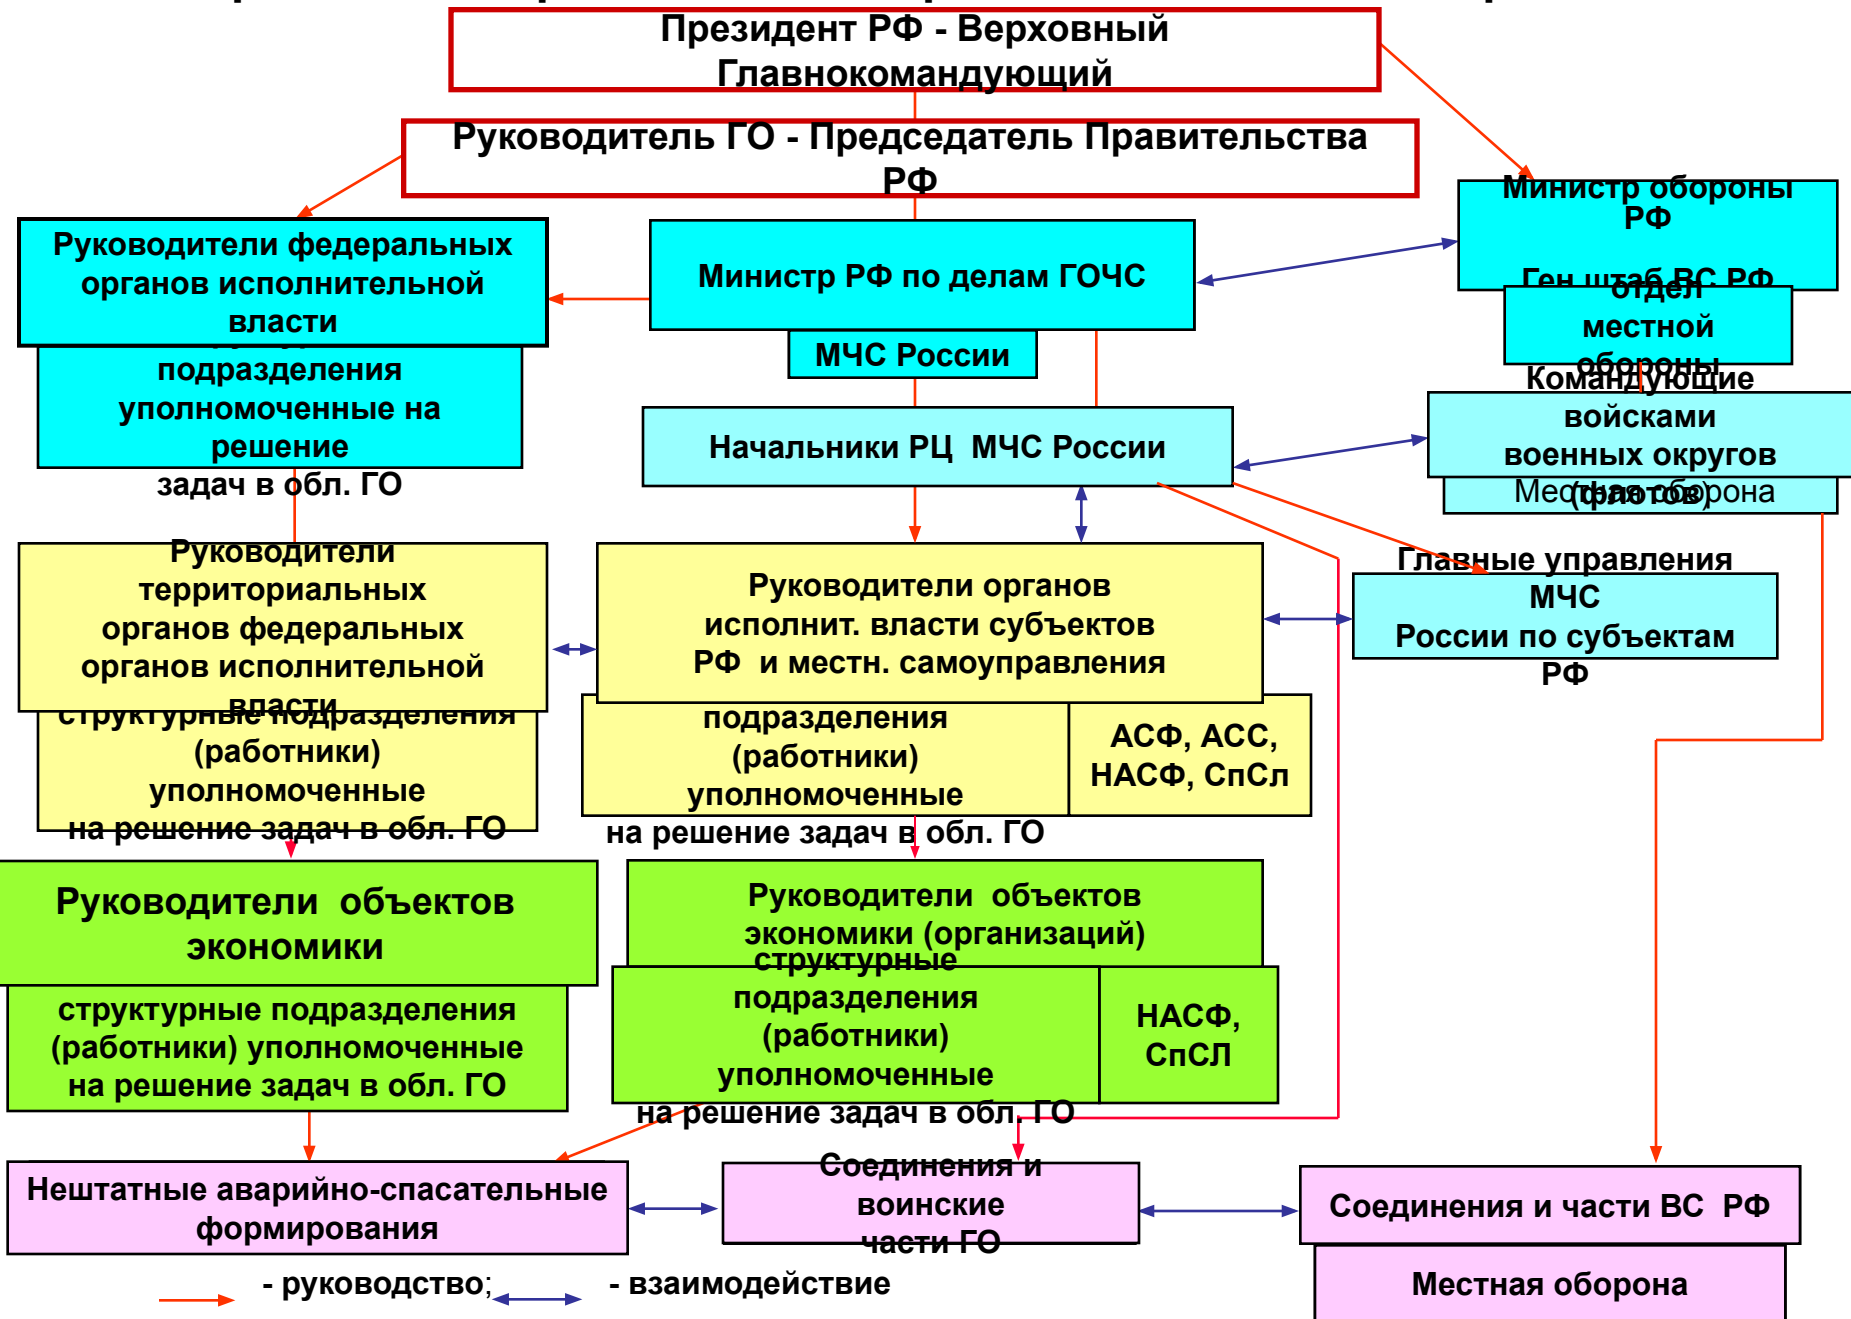 Президент РФ - Верховный
Главнокомандующий
Руководитель ГО - Председатель Правительства
РФ
Министр обороны
РФ
Ген штаб ВС РФ
отдел
местной
обороны
Руководители федеральных
органов исполнительной
власти
подразделения
уполномоченные на
решение
задач в обл. ГО
Министр РФ по делам ГОЧС
МЧС России
Командующие
войсками
военных округов
(флотов)
Местная оборона
Начальники РЦ МЧС России
Руководители
территориальных
органов федеральных
органов исполнительной
власти
структурные подразделения
(работники)
уполномоченные
на решение задач в обл. ГО
Руководители органов
исполнит. власти субъектов
РФ и местн. самоуправления
подразделения
(работники)
уполномоченные
на решение задач в обл. ГО
АСФ, АСС,
НАСФ, СпСл
Главные управления
МЧС
России по субъектам
РФ
Руководители объектов
экономики
структурные подразделения
(работники) уполномоченные
на решение задач в обл. ГО
Руководители объектов
экономики (организаций)
структурные
подразделения
(работники)
уполномоченные
на решение задач в обл. ГО
НАСФ,
СпСЛ
Нештатные аварийно-спасательные
формирования
Соединения и
воинские
части ГО
Соединения и части ВС РФ
Местная оборона
- руководство;
- взаимодействие